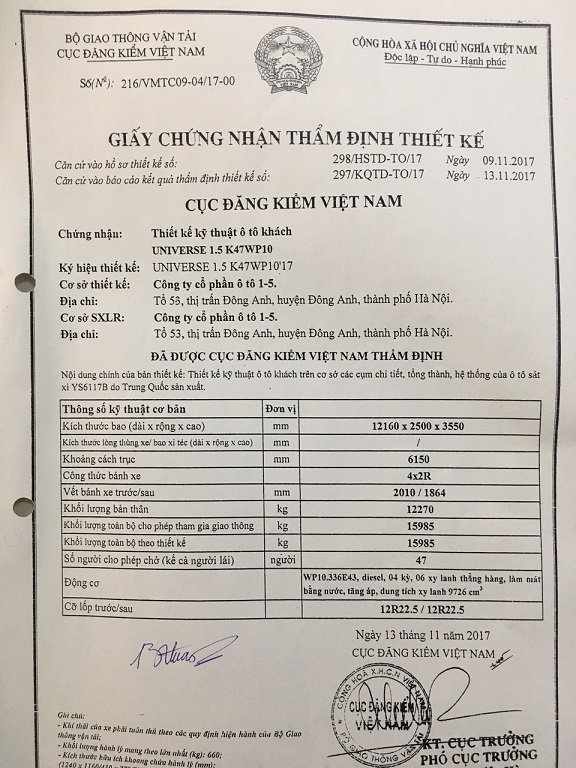 BỘ GIAO THÔNG VẬN TẢI
CỤC ĐĂNG KIỂM VIỆT NAM
CỘNG HÒA XÃ HỘI CHỦ NGHĨA VIỆT NAM
Độc lập - Tự do - Hạnh phúc
Số(Nº): 216/VMTC09-04/17-00
GIẤY CHỨNG NHẬN THẨM ĐỊNH THIẾT KẾ
Căn cứ vào hồ sơ thiết kế số: 298/HSTD-TO/17 Ngày 09.11.2017
Căn cứ vào báo cáo kết quả thẩm định thiết kế số: 297/KQTD-TO/17 Ngày 13.11.2017
CỤC ĐĂNG KIỂM VIỆT NAM
Chứng nhận: Thiết kế kỹ thuật ô tô khách
UNIVERSE 1.5 K47WP10
Ký hiệu thiết kế: UNIVERSE 1.5 K47WP10'17
Cơ sở thiết kế: Công ty cổ phần ô tô 1-5.
Địa chỉ: Tổ 53, thị trấn Đông Anh, huyện Đông Anh, thành phố Hà Nội.
Cơ sở SXLR: Công ty cổ phần ô tô 1-5.
Địa chỉ: Tổ 53, thị trấn Đông Anh, huyện Đông Anh, thành phố Hà Nội.
ĐÃ ĐƯỢC CỤC ĐĂNG KIỂM VIỆT NAM THẨM ĐỊNH
Nội dung chính của bản thiết kế: Thiết kế kỹ thuật ô tô khách trên cơ sở các cụm chi tiết, tổng thành, hệ thống của ô tô sát
xi YS6117B do Trung Quốc sản xuất.
Thông số kỹ thuật cơ bản Đơn vị
Kích thước bao (dài x rộng x cao) mm 12160 x 2500 x 3550
Kích thước lòng thùng xe/ bao xi téc (dài x rộng x cao) mm /
Khoảng cách trục mm 6150
Công thức bánh xe 4x2R
Vết bánh xe trước/sau mm 2010 / 1864
Khối lượng bản thân kg 12270
Khối lượng toàn bộ cho phép tham gia giao thông kg 15985
Khối lượng toàn bộ theo thiết kế kg 15985
Số người cho phép chở (kể cả người lái) người 47
Động cơ WP10.336E43, diesel, 04 kỳ, 06 xy lanh thẳng hàng, làm mát
bằng nước, tăng áp, dung tích xy lanh 9726 cm³
Cỡ lốp trước/sau 12R22.5 / 12R22.5
Ngày 13 tháng 11 năm 2017
CỤC ĐĂNG KIỂM VIỆT NAM
CỘNG HÒA X.H.C.N VIỆT NAM
CỤC ĐĂNG KIỂM
VIỆT NAM
BỘ GIAO THÔNG VẬN TẢI
KT. CỤC TRƯỞNG
PHÓ CỤC TRƯỞNG
Ghi chú:
- Khí thải của xe phải tuân thủ theo các quy định hiện hành của Bộ Giao
thông vận tải;
- Khối lượng hành lý mang theo lớn nhất (kg): 660;
- Kích thước hữu ích khoang chứa hành lý (mm):